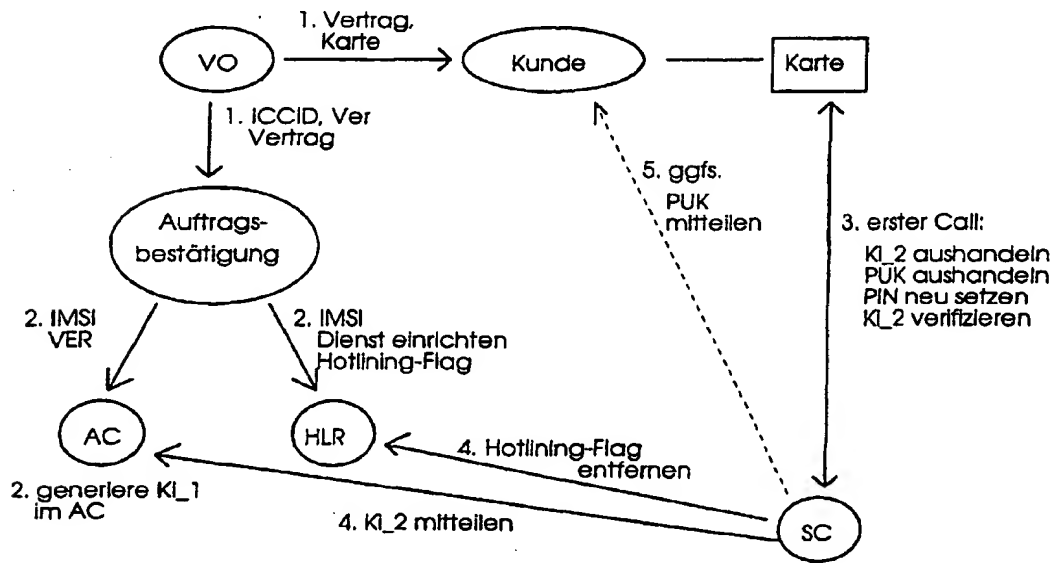 1. Vertrag,
Karte
VO
Kunde
Karte
1. ICCID, Ver
Vertrag
5. ggfs.
PUK
mitteilen
Auftrags-
bestätigung
3. erster Call:
Ki_2 aushandeln
PUK aushandeln
PIN neu setzen
Ki_2 verifizieren
2. IMSI
VER
2. IMSI
Dienst einrichten
Hotlining-Flag
AC
HLR
4. Hotlining-Flag
entfernen
2. generiere Ki_1
im AC
4. Ki_2 mitteilen
SC